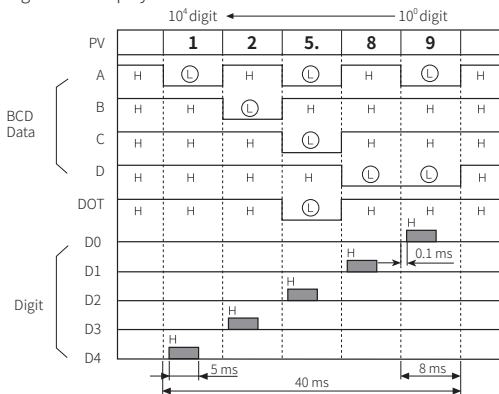 10⁴ digit 10⁰ digit
PV 1 2 5. 8 9
A H L H L H L H
B H H L H H H H
C H H H L H H H
D H H H H L L H
BCD
Data
DOT H H H L H H H
D0 H
0.1 ms
D1 H
Digit
D2 H
D3 H
D4 H
5 ms 8 ms
40 ms